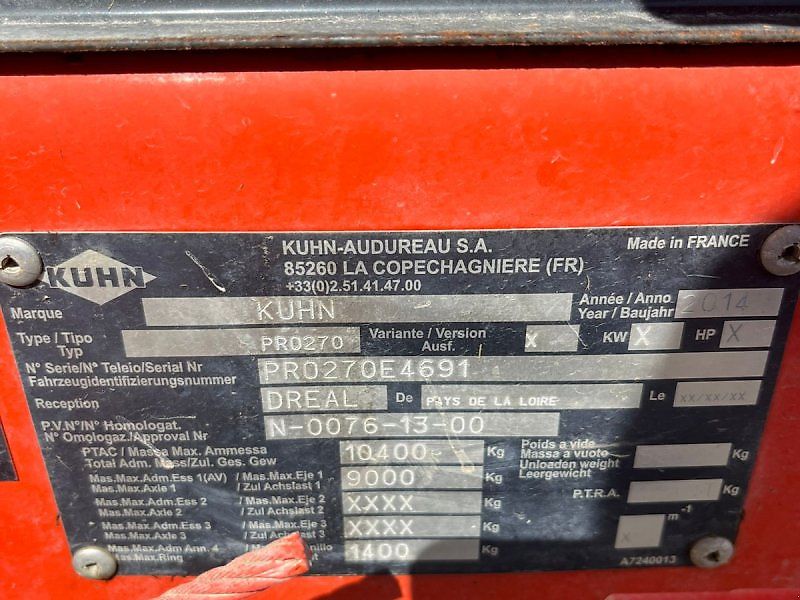 KUHN
KUHN-AUDUREAU S.A.
85260 LA COPECHAGNIERE (FR)
+33(0)2.51.41.47.00
Made in FRANCE
Marque KUHN Année / Anno
Year / Baujahr 2014
Type / Tipo
Typ PRO270 Variante / Version
Ausf. X KW X HP X
N° Serie/N° Teleio/Serial Nr
Fahrzeugidentifizierungsnummer PRO270E4691
Reception DREAL De PAYS DE LA LOIRE Le xx/xx/xx
P.V.N°/N° Homologat.
N° Omologaz./Approval Nr N-0076-13-00
PTAC / Massa Max. Ammessa
Total Adm. Mass/Zul. Ges. Gew 10400 Kg
Poids a vide
Massa a vuoto
Unloaden weight
Leergewicht Kg
Mas.Max.Adm.Ess 1(AV) / Mas.Max.Eje 1
Mas.Max.Axle 1 / Zul Achslast 1 9000 Kg
P.T.R.A. Kg
Mas.Max.Adm.Ess 2 / Mas.Max.Eje 2
Mas.Max.Axle 2 / Zul Achslast 2 XXXX Kg
Mas.Max.Adm.Ess 3 / Mas.Max.Eje 3
Mas.Max.Axle 3 / Zul.Achslast 3 XXXX Kg
X m-1
Mas.Max.Adm Ann. 4
Mas.Max.Ring 1400 Kg
A7240013